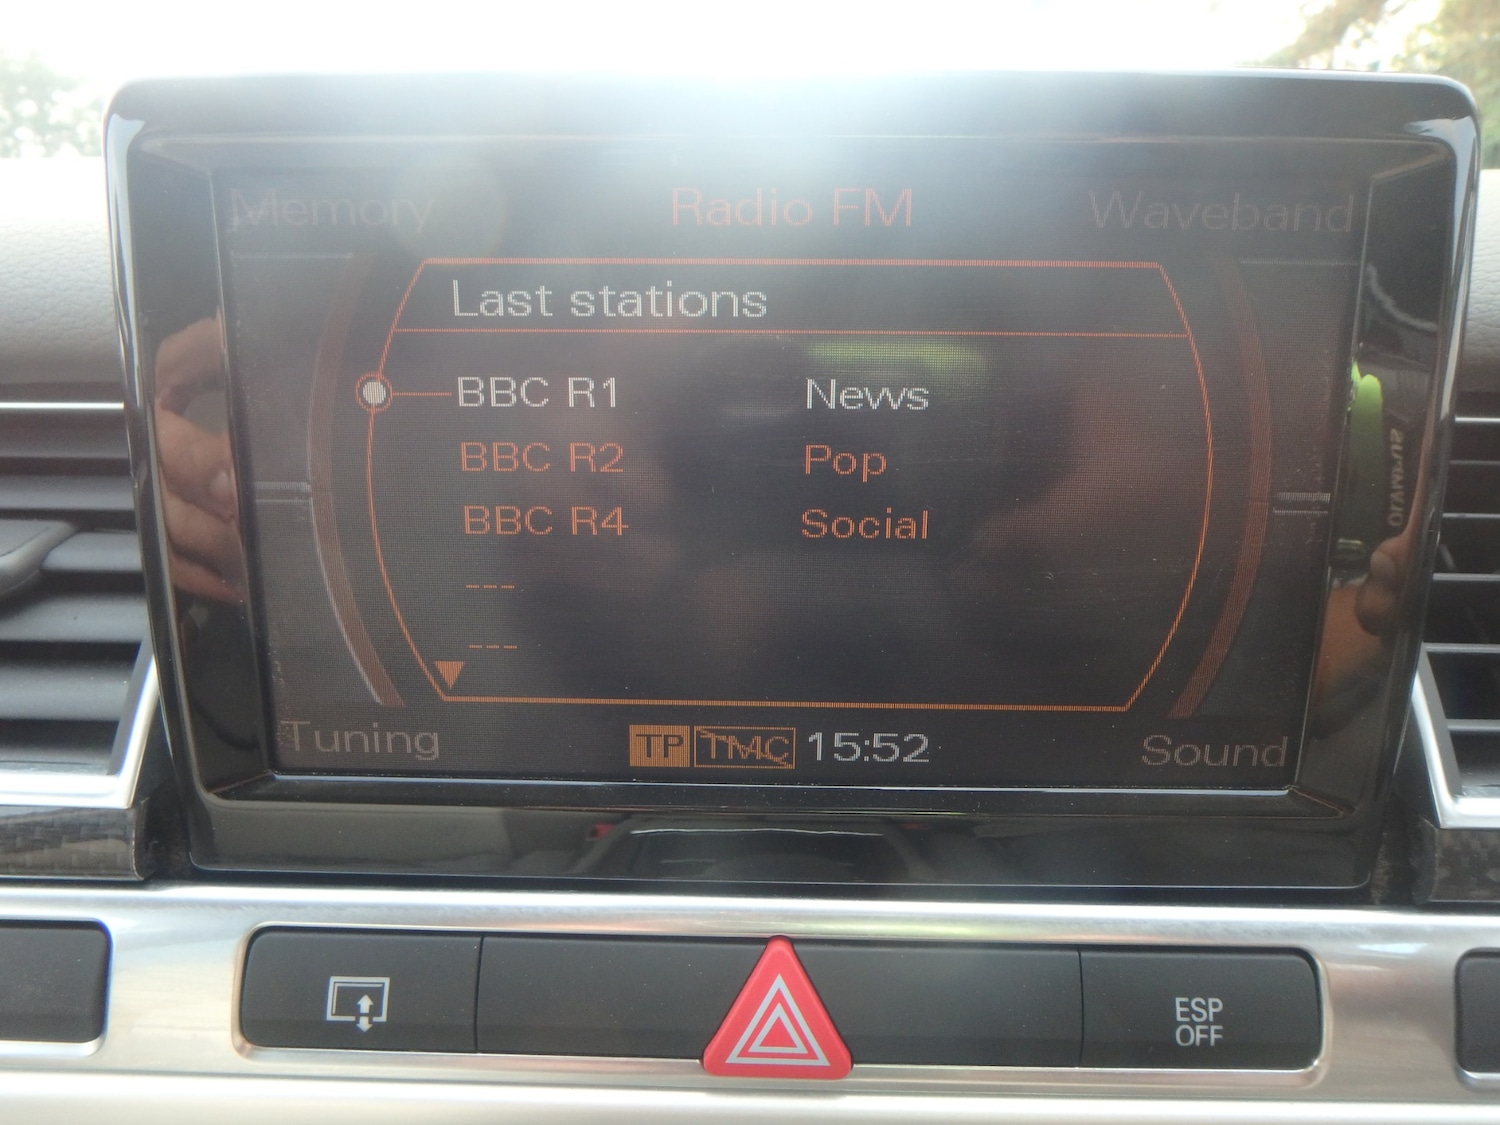 Memory Radio FM Waveband
Last stations
BBC R1 News
BBC R2 Pop
BBC R4 Social
---
---
Tuning TP TMC 15:52 Sound
ESP
OFF
OLYMPUS